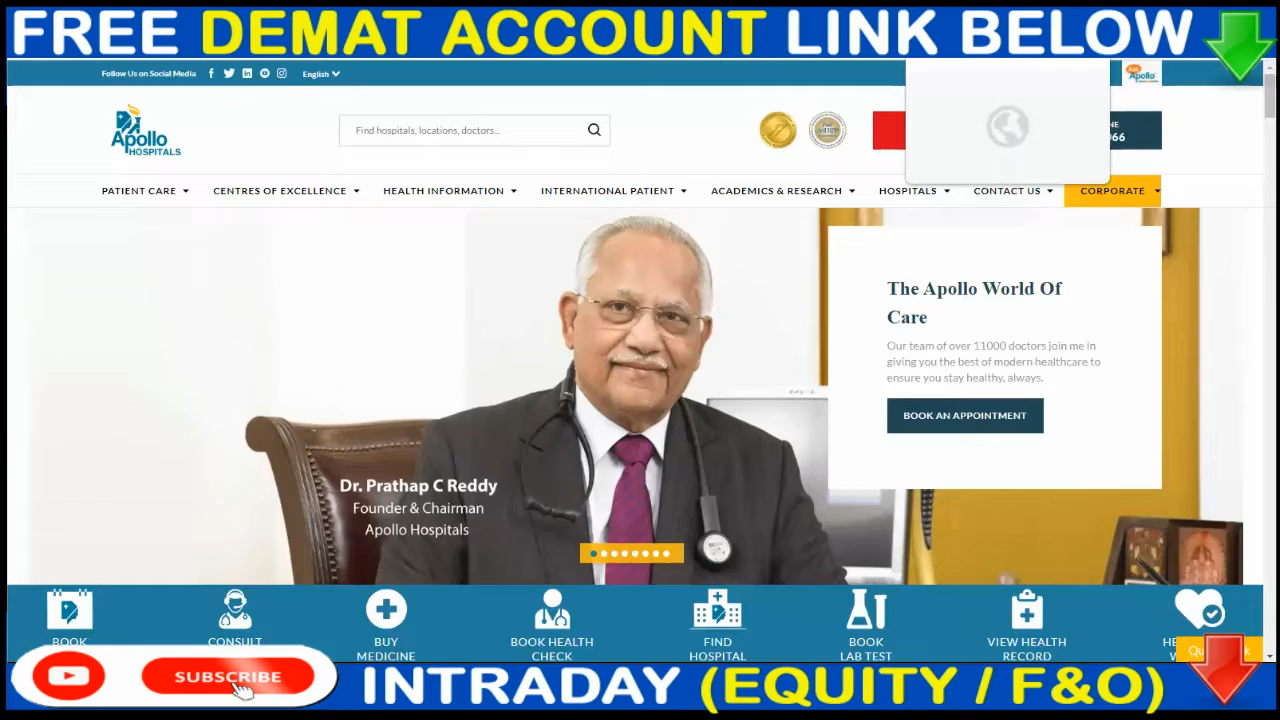 FREE DEMAT ACCOUNT LINK BELOW
Follow Us on Social Media
English
Ask Apollo
Apollo
HOSPITALS
Find hospitals, locations, doctors...
66
PATIENT CARE
CENTRES OF EXCELLENCE
HEALTH INFORMATION
INTERNATIONAL PATIENT
ACADEMICS & RESEARCH
HOSPITALS
CONTACT US
CORPORATE
The Apollo World Of
Care
Our team of over 11000 doctors join me in
giving you the best of modern healthcare to
ensure you stay healthy, always.
BOOK AN APPOINTMENT
Dr. Prathap C Reddy
Founder & Chairman
Apollo Hospitals
BOOK
CONSULT
BUY
MEDICINE
BOOK HEALTH
CHECK
FIND
HOSPITAL
BOOK
LAB TEST
VIEW HEALTH
RECORD
SUBSCRIBE
INTRADAY (EQUITY / F&O)